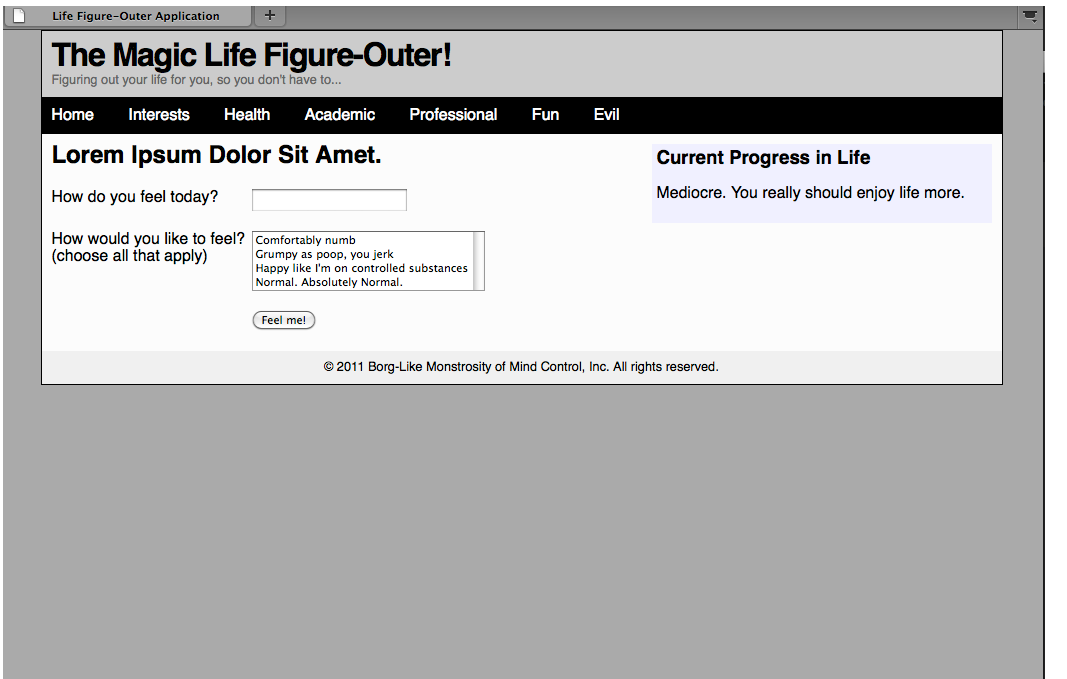 Life Figure-Outer Application
+
The Magic Life Figure-Outer!
Figuring out your life for you, so you don't have to...
Home Interests Health Academic Professional Fun Evil
Lorem Ipsum Dolor Sit Amet.
How do you feel today?
How would you like to feel?
(choose all that apply)
Comfortably numb
Grumpy as poop, you jerk
Happy like I'm on controlled substances
Normal. Absolutely Normal.
Feel me!
Current Progress in Life
Mediocre. You really should enjoy life more.
© 2011 Borg-Like Monstrosity of Mind Control, Inc. All rights reserved.